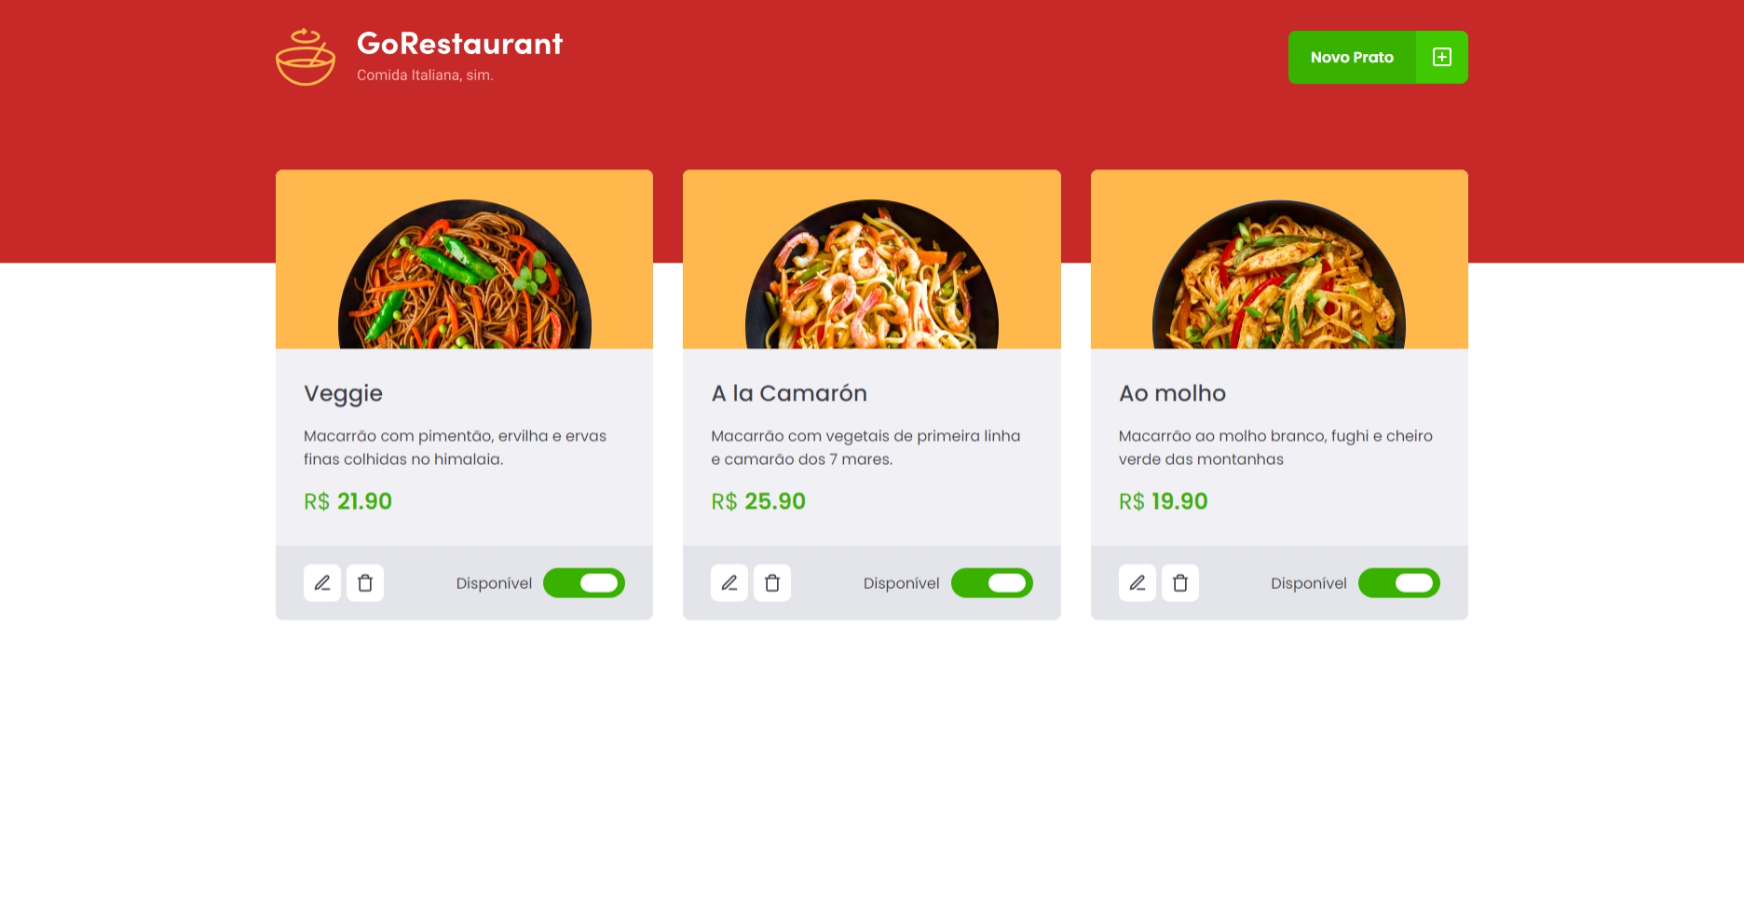 GoRestaurant
Comida Italiana, sim.
Novo Prato
Veggie
Macarrão com pimentão, ervilha e ervas
finas colhidas no himalaia.
R$ 21.90
Disponível
A la Camarón
Macarrão com vegetais de primeira linha
e camarão dos 7 mares.
R$ 25.90
Disponível
Ao molho
Macarrão ao molho branco, fughi e cheiro
verde das montanhas
R$ 19.90
Disponível